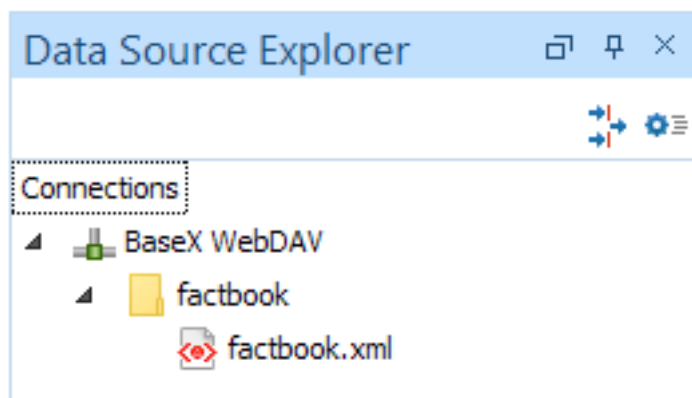 Data Source Explorer
Connections
BaseX WebDAV
factbook
factbook.xml